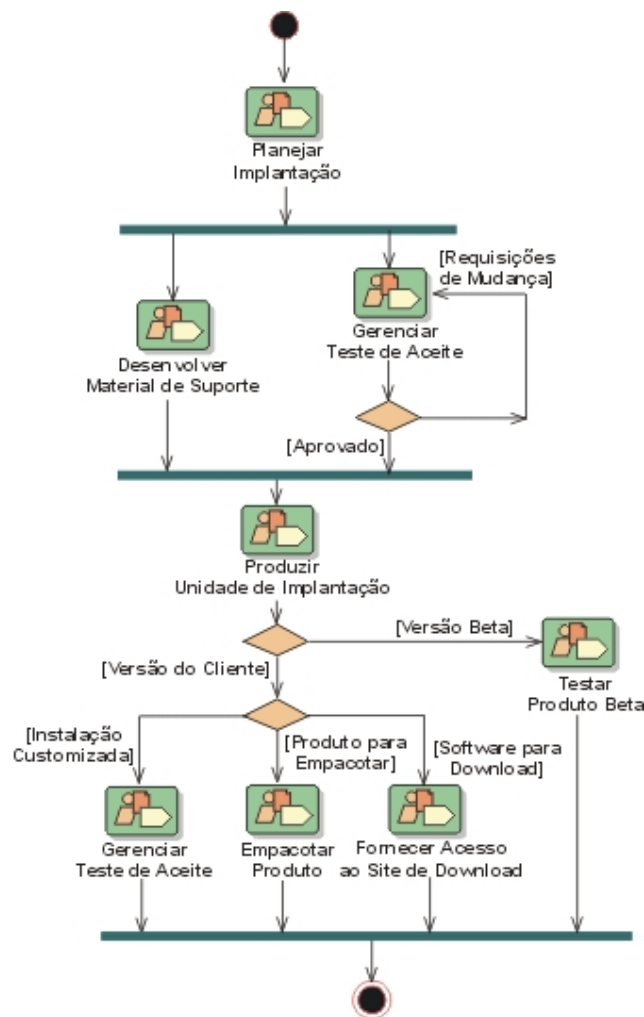 Planejar
Implantação
[Requisições
de Mudança]
Gerenciar
Teste de Aceite
Desenvolver
Material de Suporte
[Aprovado]
Produzir
Unidade de Implantação
[Versão Beta]
[Versão do Cliente]
Testar
Produto Beta
[Instalação
Customizada]
[Produto para
Empacotar]
[Software para
Download]
Gerenciar
Teste de Aceite
Empacotar
Produto
Fornecer Acesso
ao Site de Download